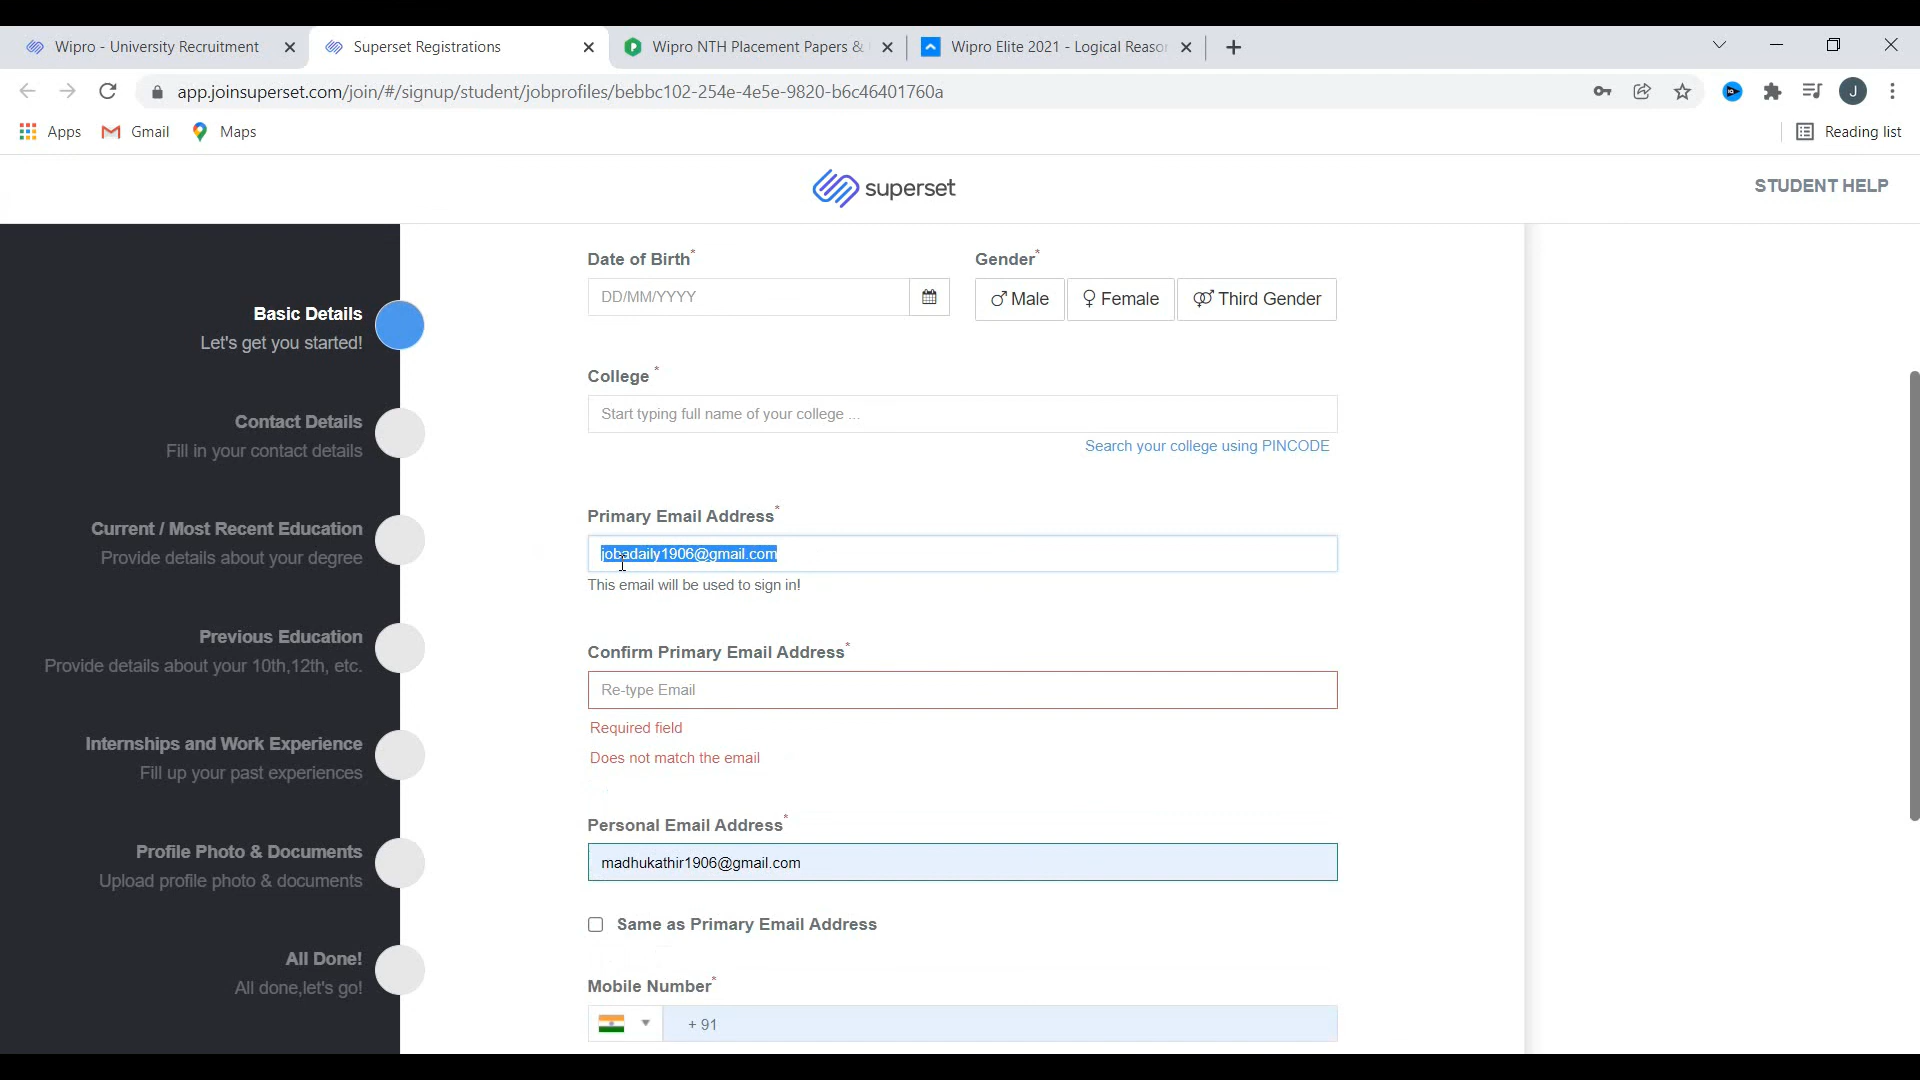 Wipro - University Recruitment
Superset Registrations
Wipro NTH Placement Papers &
Wipro Elite 2021 - Logical Reaso
app.joinsuperset.com/join/#/signup/student/jobprofiles/bebbc102-254e-4e5e-9820-b6c46401760a
J
Apps
Gmail
Maps
Reading list
superset
STUDENT HELP
Basic Details
Let's get you started!
Contact Details
Fill in your contact details
Current / Most Recent Education
Provide details about your degree
Previous Education
Provide details about your 10th,12th, etc.
Internships and Work Experience
Fill up your past experiences
Profile Photo & Documents
Upload profile photo & documents
All Done!
All done,let's go!
Date of Birth*
Gender*
DD/MM/YYYY
Male
Female
Third Gender
College *
Start typing full name of your college ...
Search your college using PINCODE
Primary Email Address*
jobadaily1906@gmail.com
This email will be used to sign in!
Confirm Primary Email Address*
Re-type Email
Required field
Does not match the email
Personal Email Address*
madhukathir1906@gmail.com
Same as Primary Email Address
Mobile Number*
+ 91